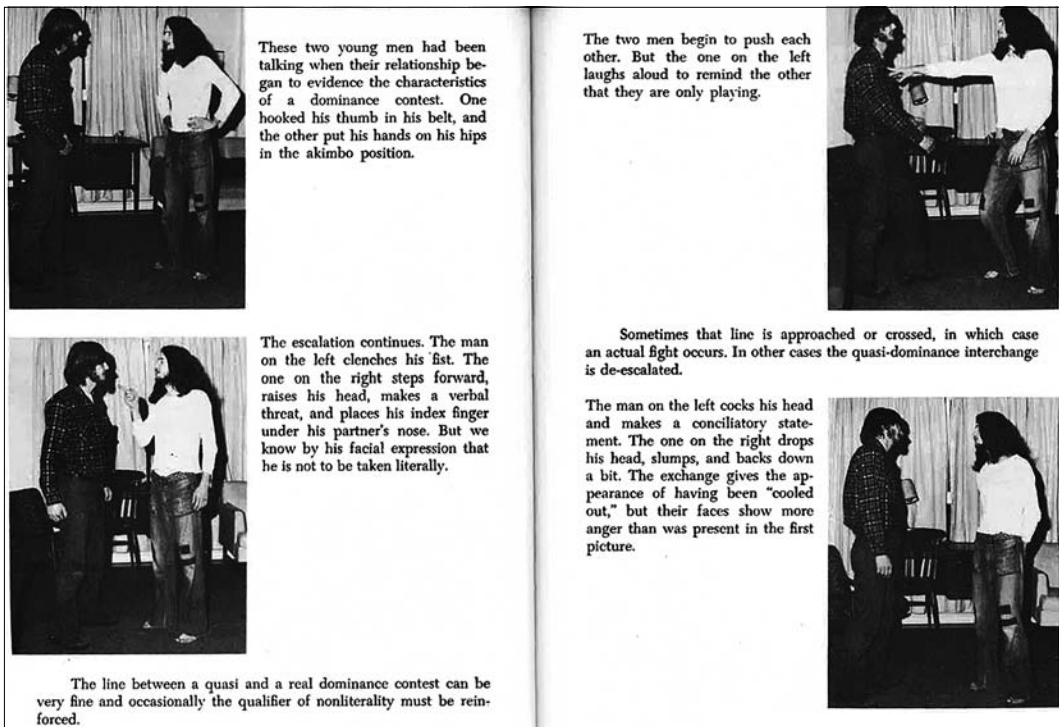 These two young men had been
talking when their relationship be-
gan to evidence the characteristics
of a dominance contest. One
hooked his thumb in his belt, and
the other put his hands on his hips
in the akimbo position.
The escalation continues. The man
on the left clenches his fist. The
one on the right steps forward,
raises his head, makes a verbal
threat, and places his index finger
under his partner's nose. But we
know by his facial expression that
he is not to be taken literally.
The line between a quasi and a real dominance contest can be
very fine and occasionally the qualifier of nonliterality must be rein-
forced.
The two men begin to push each
other. But the one on the left
laughs aloud to remind the other
that they are only playing.
Sometimes that line is approached or crossed, in which case
an actual fight occurs. In other cases the quasi-dominance interchange
is de-escalated.
The man on the left cocks his head
and makes a conciliatory state-
ment. The one on the right drops
his head, slumps, and backs down
a bit. The exchange gives the ap-
pearance of having been "cooled
out," but their faces show more
anger than was present in the first
picture.